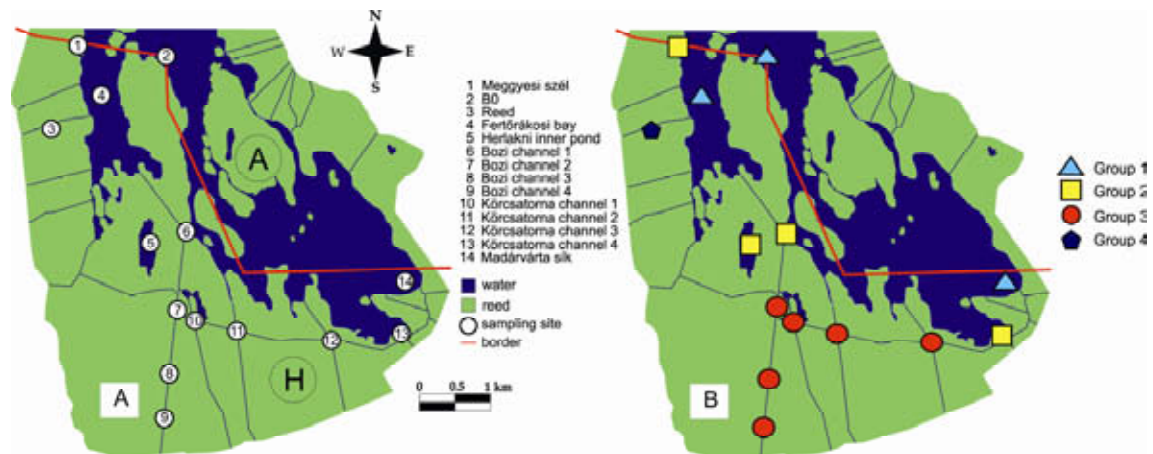 N
W E
S
1 Meggyesi szél
2 B0
3 Reed
4 Fertőrákosi bay
5 Herlakni inner pond
6 Bozi channel 1
7 Bozi channel 2
8 Bozi channel 3
9 Bozi channel 4
10 Körcsatorna channel 1
11 Körcsatorna channel 2
12 Körcsatorna channel 3
13 Körcsatorna channel 4
14 Madárvárta sík
water
reed
sampling site
border
0 0.5 1 km
1
2
4
3
A
6
5
14
7
10
11
12
13
8
H
A
9
Group 1
Group 2
Group 3
Group 4
B